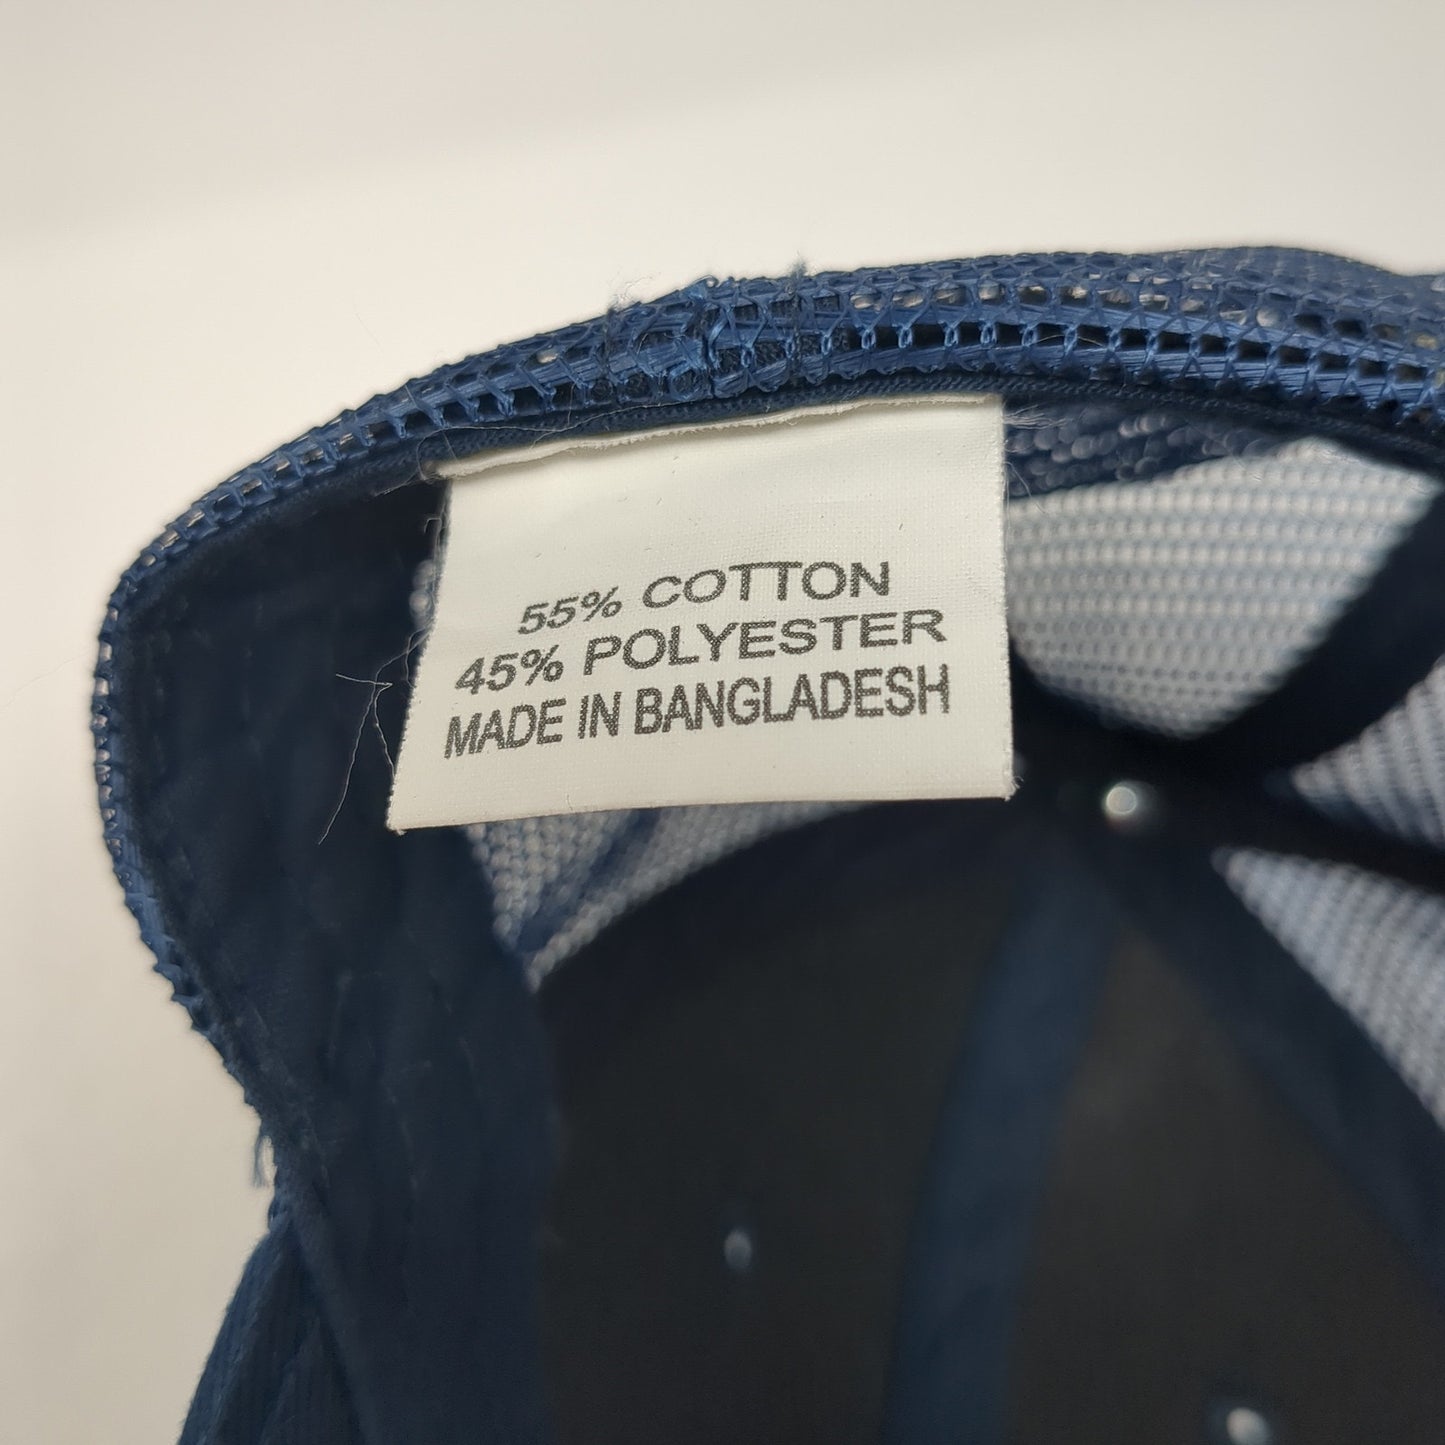 55% COTTON
45% POLYESTER
MADE IN BANGLADESH